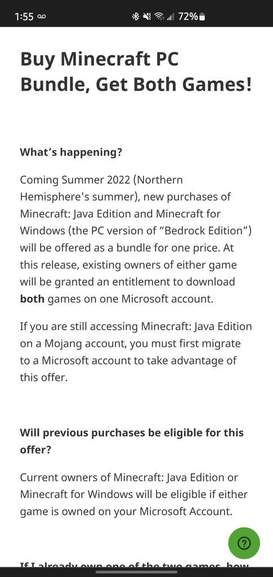 1:55
72%
Buy Minecraft PC
Bundle, Get Both Games!
What's happening?
Coming Summer 2022 (Northern
Hemisphere's summer), new purchases of
Minecraft: Java Edition and Minecraft for
Windows (the PC version of “Bedrock Edition”)
will be offered as a bundle for one price. At
this release, existing owners of either game
will be granted an entitlement to download
both games on one Microsoft account.
If you are still accessing Minecraft: Java Edition
on a Mojang account, you must first migrate
to a Microsoft account to take advantage of
this offer.
Will previous purchases be eligible for this
offer?
Current owners of Minecraft: Java Edition or
Minecraft for Windows will be eligible if either
game is owned on your Microsoft Account.
If I already own one of the two games, how